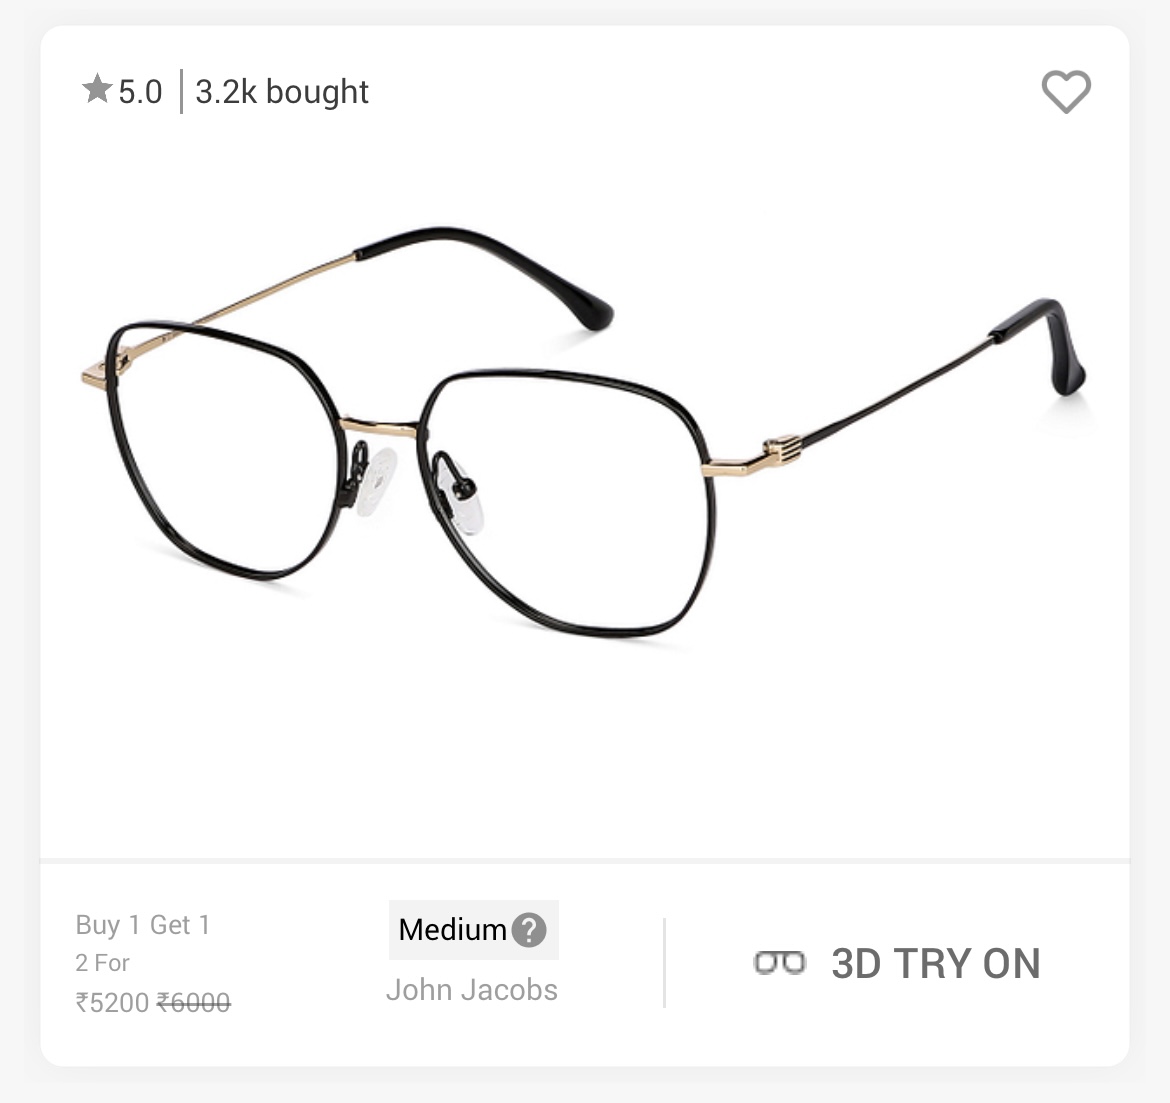 5.0 | 3.2k bought
Buy 1 Get 1
2 For
₹5200 ₹6000
Medium ?
John Jacobs
3D TRY ON